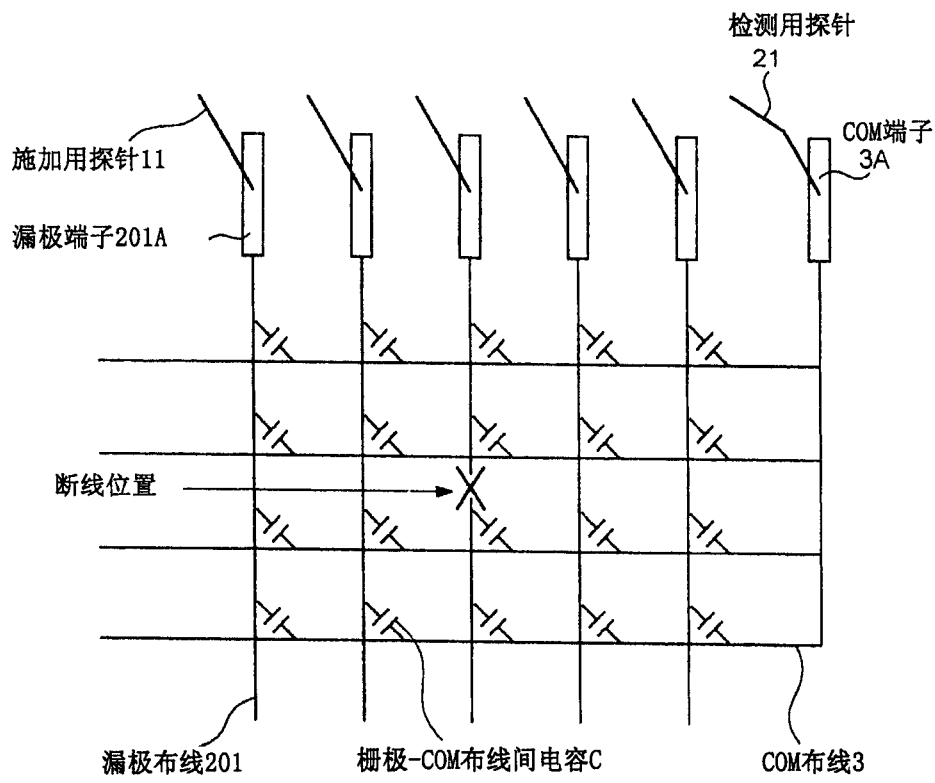 检测用探针
21
施加用探针11
COM端子
3A
漏极端子201A
断线位置
漏极布线201
栅极-COM布线间电容C
COM布线3